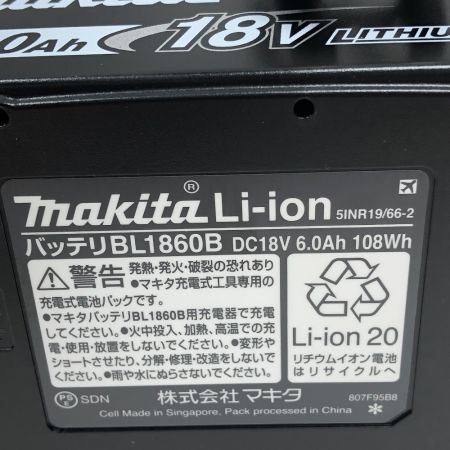 0Ah 18V LITHIUM
makita® Li-ion 5INR19/66-2
バッテリBL1860B DC18V 6.0Ah 108Wh
⚠警告 発熱・発火・破裂の恐れあり
●マキタ充電式工具専用の
充電式電池パックです。
●マキタバッテリBL1860B用充電器で充電
してください。●火中投入、加熱、高温での充
電・使用・放置をしないでください。●変形や
ショートさせたり、分解・修理・改造をしないで
ください。●雨や水にぬらさないでください。
Li-ion 20
リチウムイオン電池
はリサイクルへ
PS E SDN 株式会社 マキタ 807F95B8
Cell Made in Singapore, Pack processed in China *